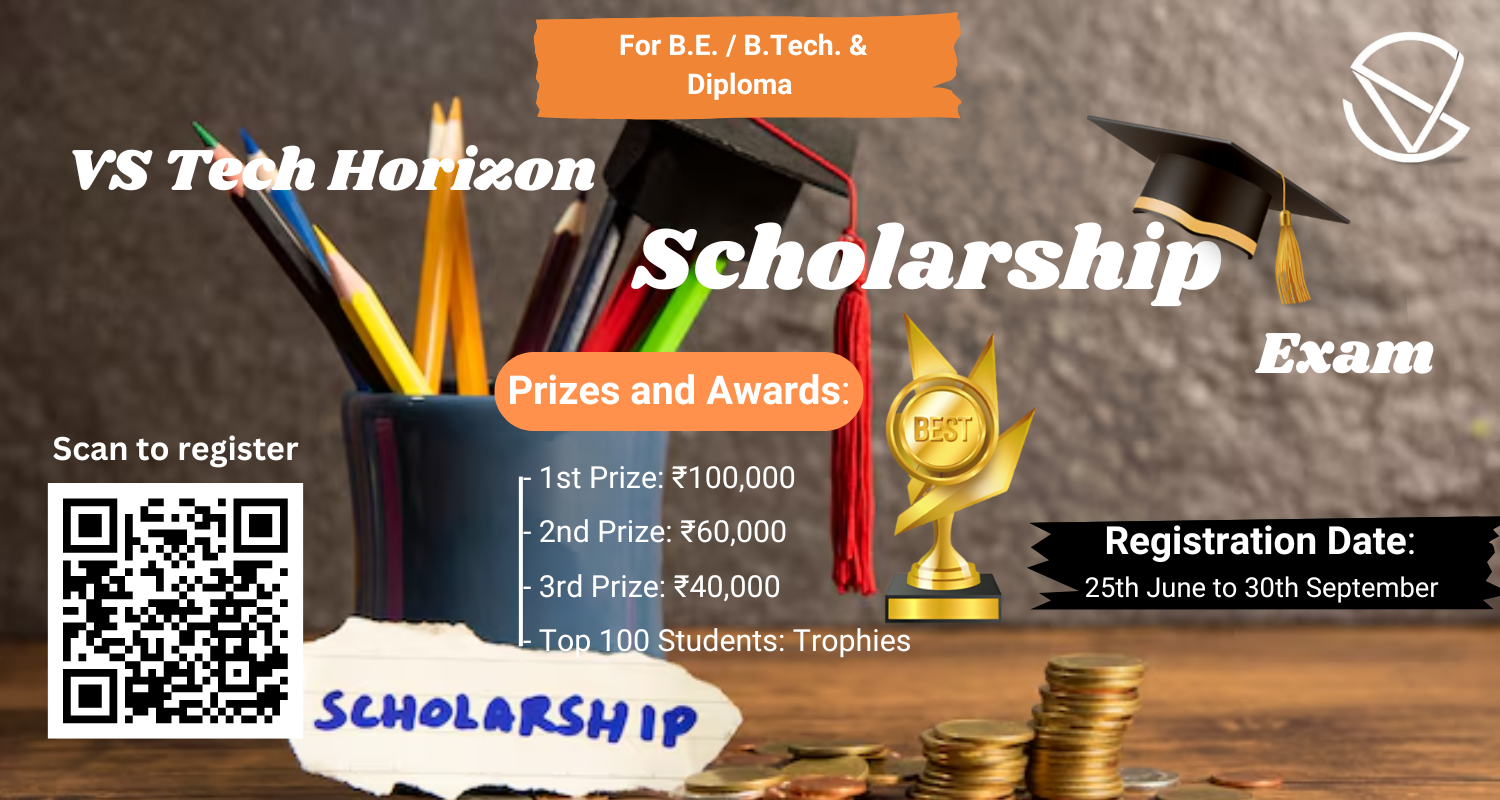 For B.E. / B.Tech. &
Diploma
VS Tech Horizon
Scholarship
Exam
Prizes and Awards:
- 1st Prize: ₹100,000
- 2nd Prize: ₹60,000
- 3rd Prize: ₹40,000
- Top 100 Students: Trophies
BEST
Scan to register
Registration Date:
25th June to 30th September
SCHOLARSHIP